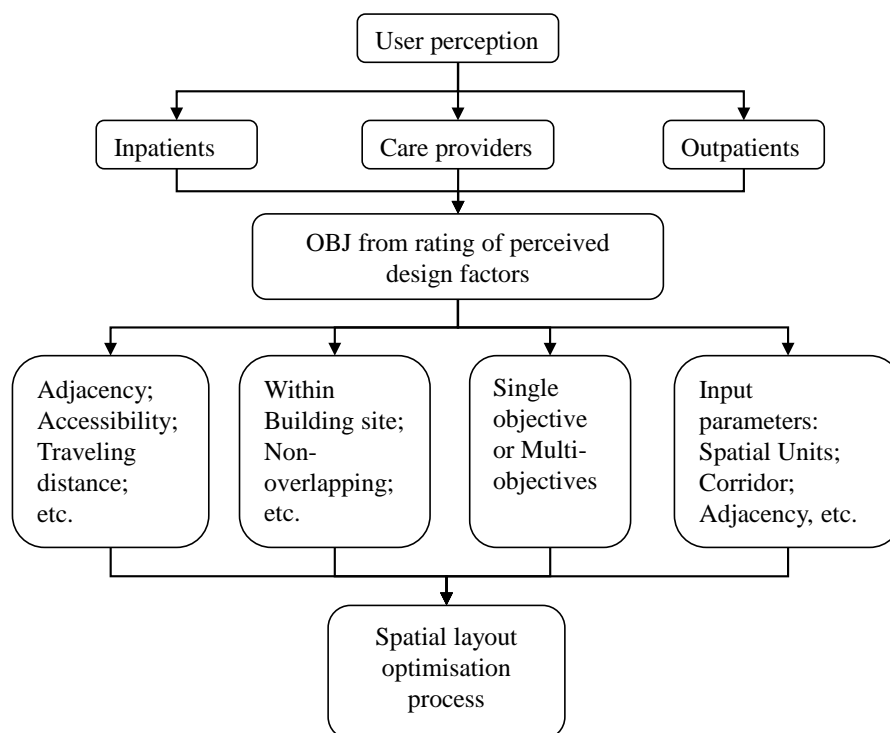 User perception
Inpatients
Care providers
Outpatients
OBJ from rating of perceived
design factors
Adjacency;
Accessibility;
Traveling
distance;
etc.
Within
Building site;
Non-
overlapping;
etc.
Single
objective
or Multi-
objectives
Input
parameters:
Spatial Units;
Corridor;
Adjacency, etc.
Spatial layout
optimisation
process